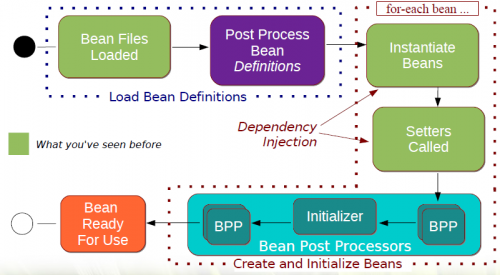 for-each bean ...
Bean Files
Loaded
Post Process
Bean
Definitions
Instantiate
Beans
Load Bean Definitions
Dependency
Injection
Setters
Called
What you've seen before
Bean
Ready
For Use
BPP
Initializer
BPP
Bean Post Processors
Create and Initialize Beans